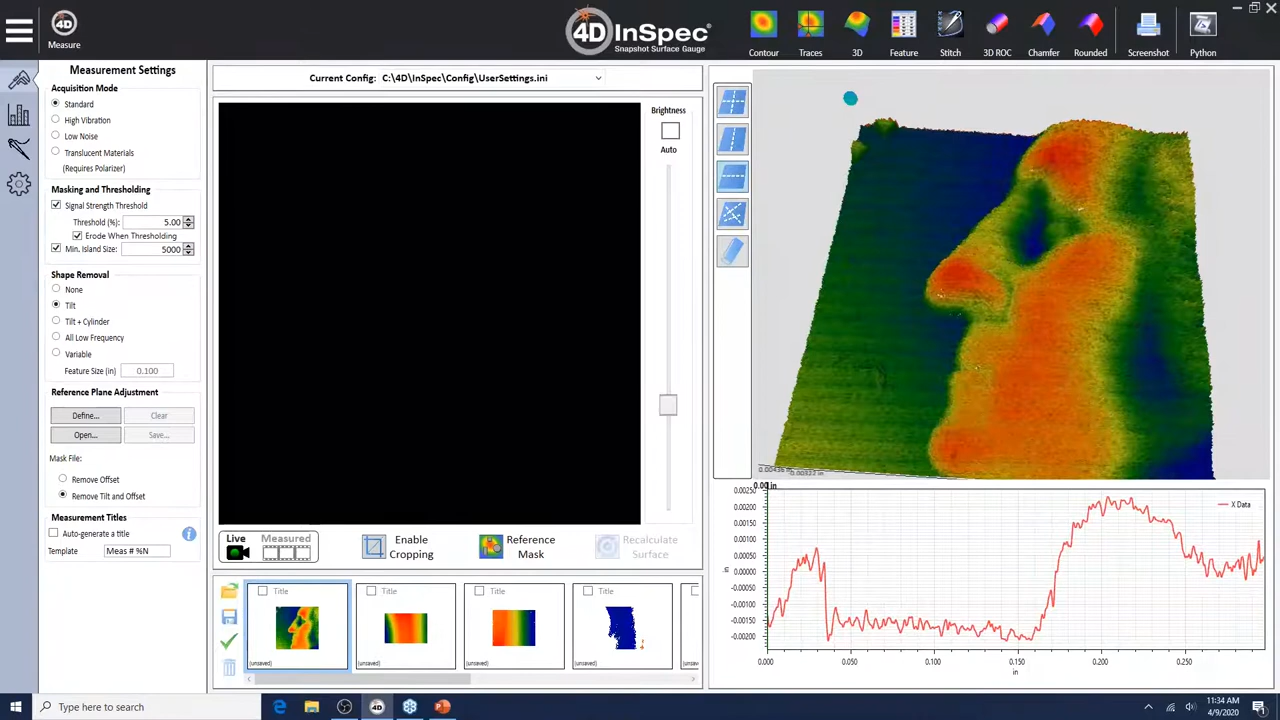 4D
Measure
4D InSpec®
Snapshot Surface Gauge
Contour
Traces
3D
Feature
Stitch
3D ROC
Chamfer
Rounded
Screenshot
Python
Measurement Settings
Acquisition Mode
Standard
High Vibration
Low Noise
Translucent Materials
(Requires Polarizer)
Masking and Thresholding
Signal Strength Threshold
Threshold (%): 5.00
Erode When Thresholding
Min. Island Size: 5000
Shape Removal
None
Tilt
Tilt + Cylinder
All Low Frequency
Variable
Feature Size (in) 0.100
Reference Plane Adjustment
Define... Clear
Open... Save...
Mask File:
Remove Offset
Remove Tilt and Offset
Measurement Titles
Auto-generate a title
Template Meas # %N
Current Config: C:\4D\InSpec\Config\UserSettings.ini
Brightness
Auto
Live Measured
Enable Cropping
Reference Mask
Recalculate Surface
Title
(unsaved)
Title
(unsaved)
Title
(unsaved)
Title
(unsaved)
0.00 in
X Data
0.00250
0.00200
0.00150
0.00100
0.00050
0.00000
-0.00050
-0.00100
-0.00150
-0.00200
in
0.000 0.050 0.100 0.150 0.200 0.250
in
Type here to search
11:34 AM
4/9/2020